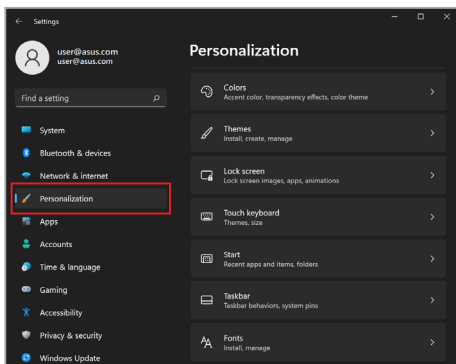 Settings
user@asus.com
user@asus.com
Find a setting
System
Bluetooth & devices
Network & internet
Personalization
Apps
Accounts
Time & language
Gaming
Accessibility
Privacy & security
Windows Update
Personalization
Colors
Accent color, transparency effects, color theme
Themes
Install, create, manage
Lock screen
Lock screen images, apps, animations
Touch keyboard
Themes, size
Start
Recent apps and items, folders
Taskbar
Taskbar behaviors, system pins
Fonts
Install, manage